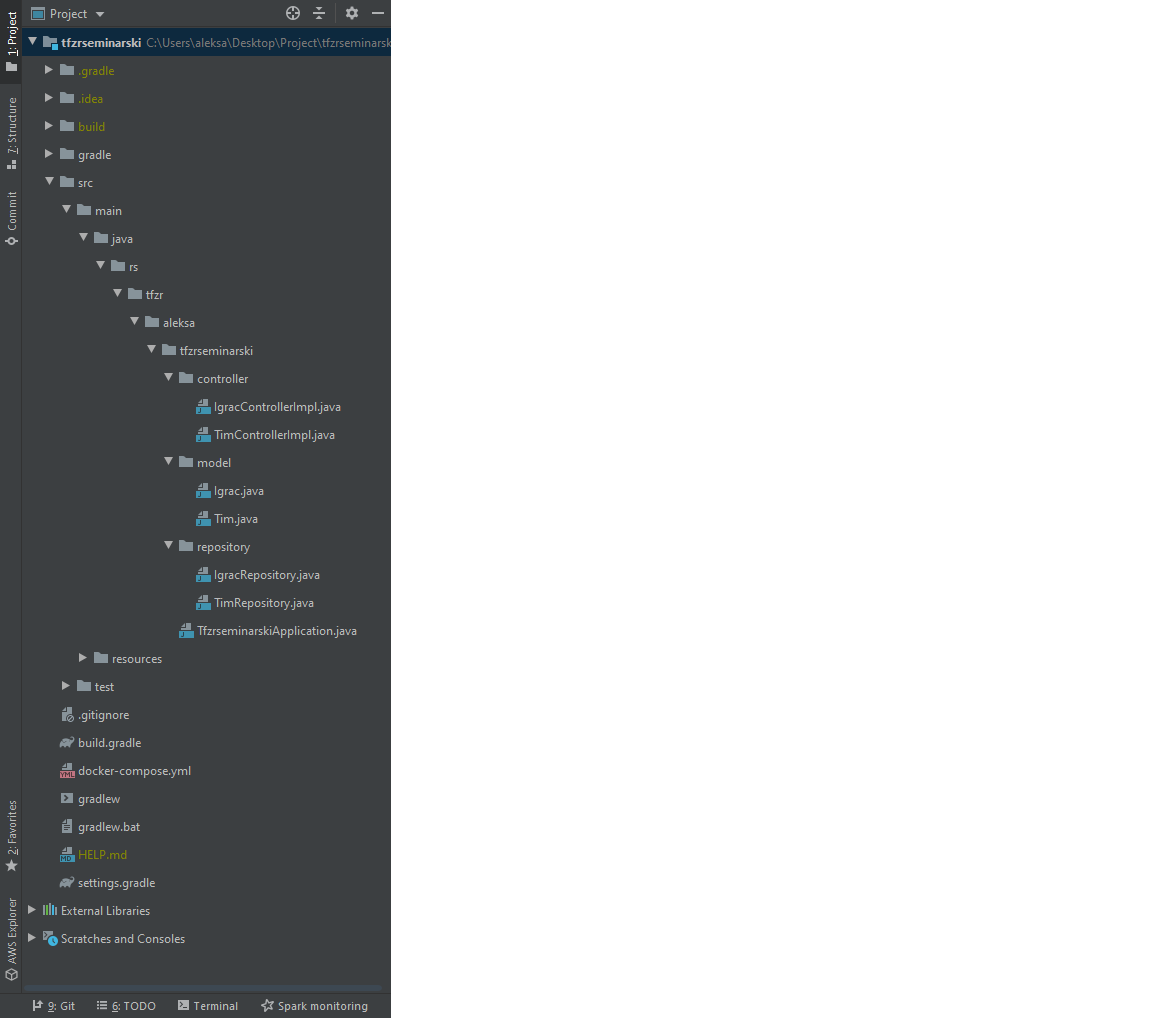 Project
1: Project
tfzrseminarski C:\Users\aleksa\Desktop\Project\tfzrseminarsk
.gradle
.idea
build
gradle
7: Structure
src
Commit
main
java
rs
tfzr
aleksa
tfzrseminarski
controller
IgracControllerImpl.java
TimControllerImpl.java
model
Igrac.java
Tim.java
repository
IgracRepository.java
TimRepository.java
TfzrseminarskiApplication.java
resources
test
.gitignore
build.gradle
docker-compose.yml
gradlew
gradlew.bat
2: Favorites
HELP.md
settings.gradle
External Libraries
Scratches and Consoles
AWS Explorer
9: Git 6: TODO Terminal Spark monitoring